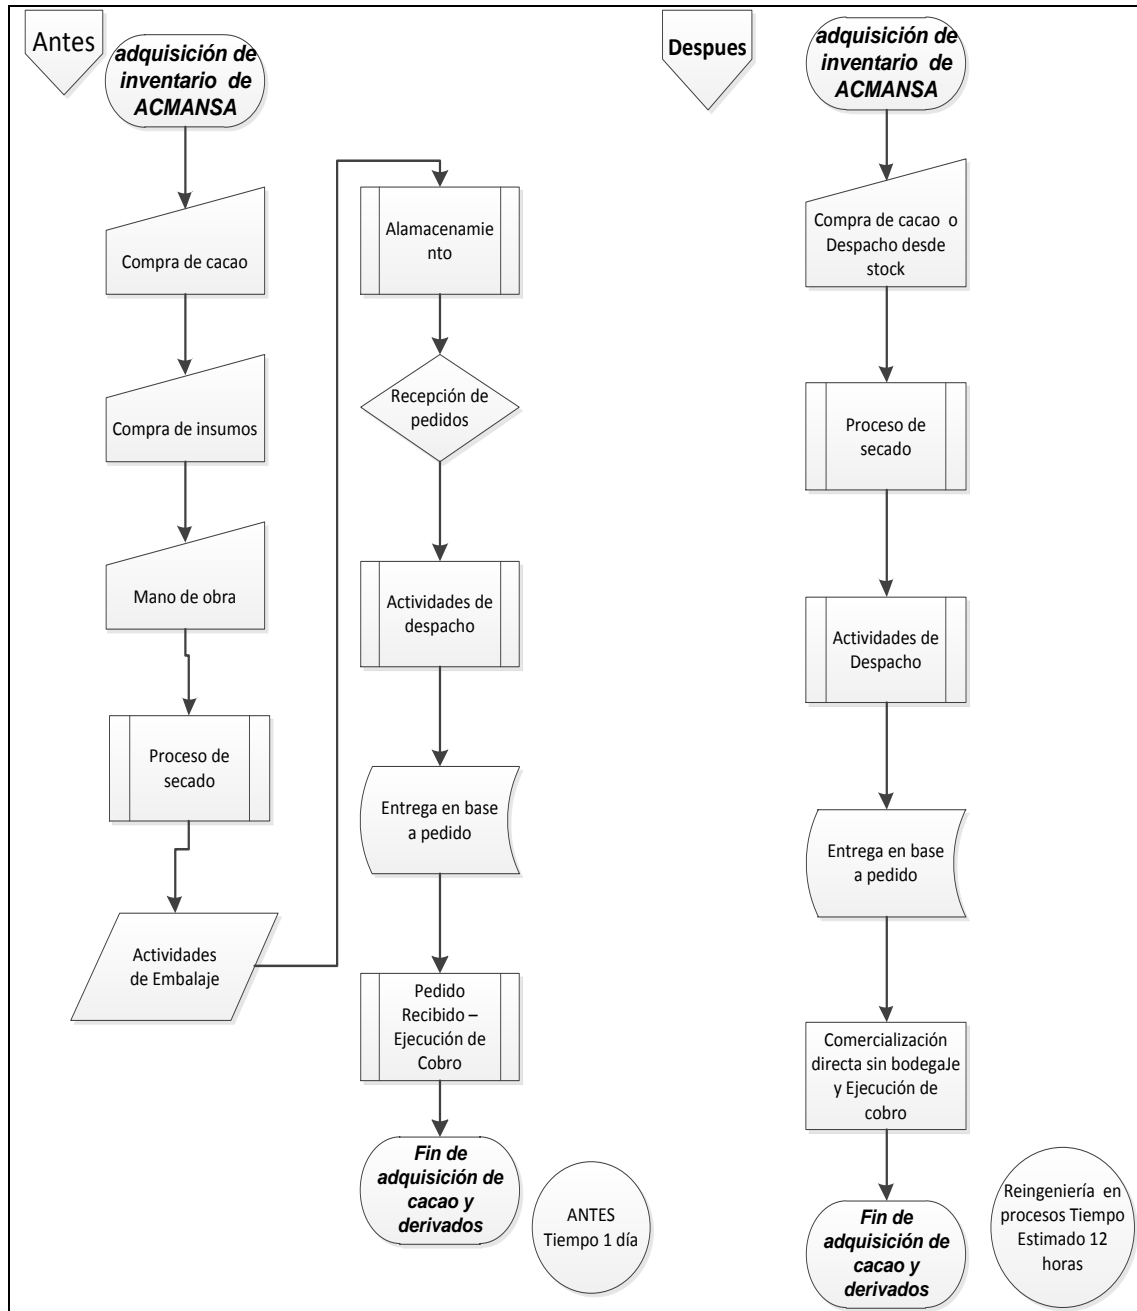 Antes
adquisición de
inventario de
ACMANSA
Compra de cacao
Compra de insumos
Mano de obra
Proceso de
secado
Actividades
de Embalaje
Alamacenamie
nto
Recepción de
pedidos
Actividades de
despacho
Entrega en base
a pedido
Pedido
Recibido –
Ejecución de
Cobro
Fin de
adquisición de
cacao y
derivados
ANTES
Tiempo 1 día
Despues
adquisición de
inventario de
ACMANSA
Compra de cacao o
Despacho desde
stock
Proceso de
secado
Actividades de
Despacho
Entrega en base
a pedido
Comercialización
directa sin bodegaJe
y Ejecución de
cobro
Fin de
adquisición de
cacao y
derivados
Reingeniería en
procesos Tiempo
Estimado 12
horas